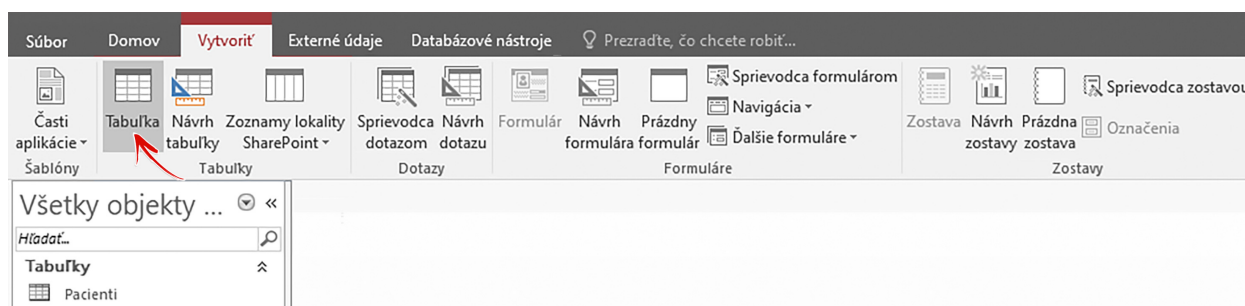 Súbor Domov Vytvoriť Externé údaje Databázové nástroje Prezraďte, čo chcete robiť...
Časti aplikácie
Tabuľka
Návrh tabuľky
Zoznamy lokality SharePoint
Sprievodca dotazom
Návrh dotazu
Formulár
Návrh formulára
Prázdny formulár
Sprievodca formulárom
Navigácia
Ďalšie formuláre
Zostava
Návrh zostavy
Prázdna zostava
Sprievodca zostavou
Označenia
Šablóny Tabuľky Dotazy Formuláre Zostavy
Všetky objekty ...
Hľadať...
Tabuľky
Pacienti